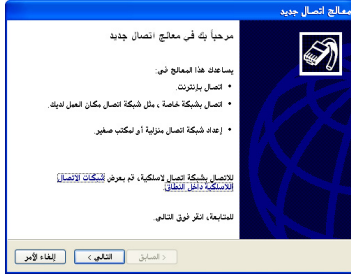 معالج اتصال جديد
مرحباً بك في معالج اتصال جديد
يساعدك هذا المعالج في:
• اتصال بإنترنت.
• اتصال بشبكة خاصة ، مثل شبكة اتصال مكان العمل لديك.
• إعداد شبكة اتصال منزلية أو لمكتب صغير.
للاتصال بشبكة اتصال لاسلكية، قم بعرض شبكات الاتصال
اللاسلكية داخل النطاق.
للمتابعة، انقر فوق التالي.
< السابق
التالي >
إلغاء الأمر